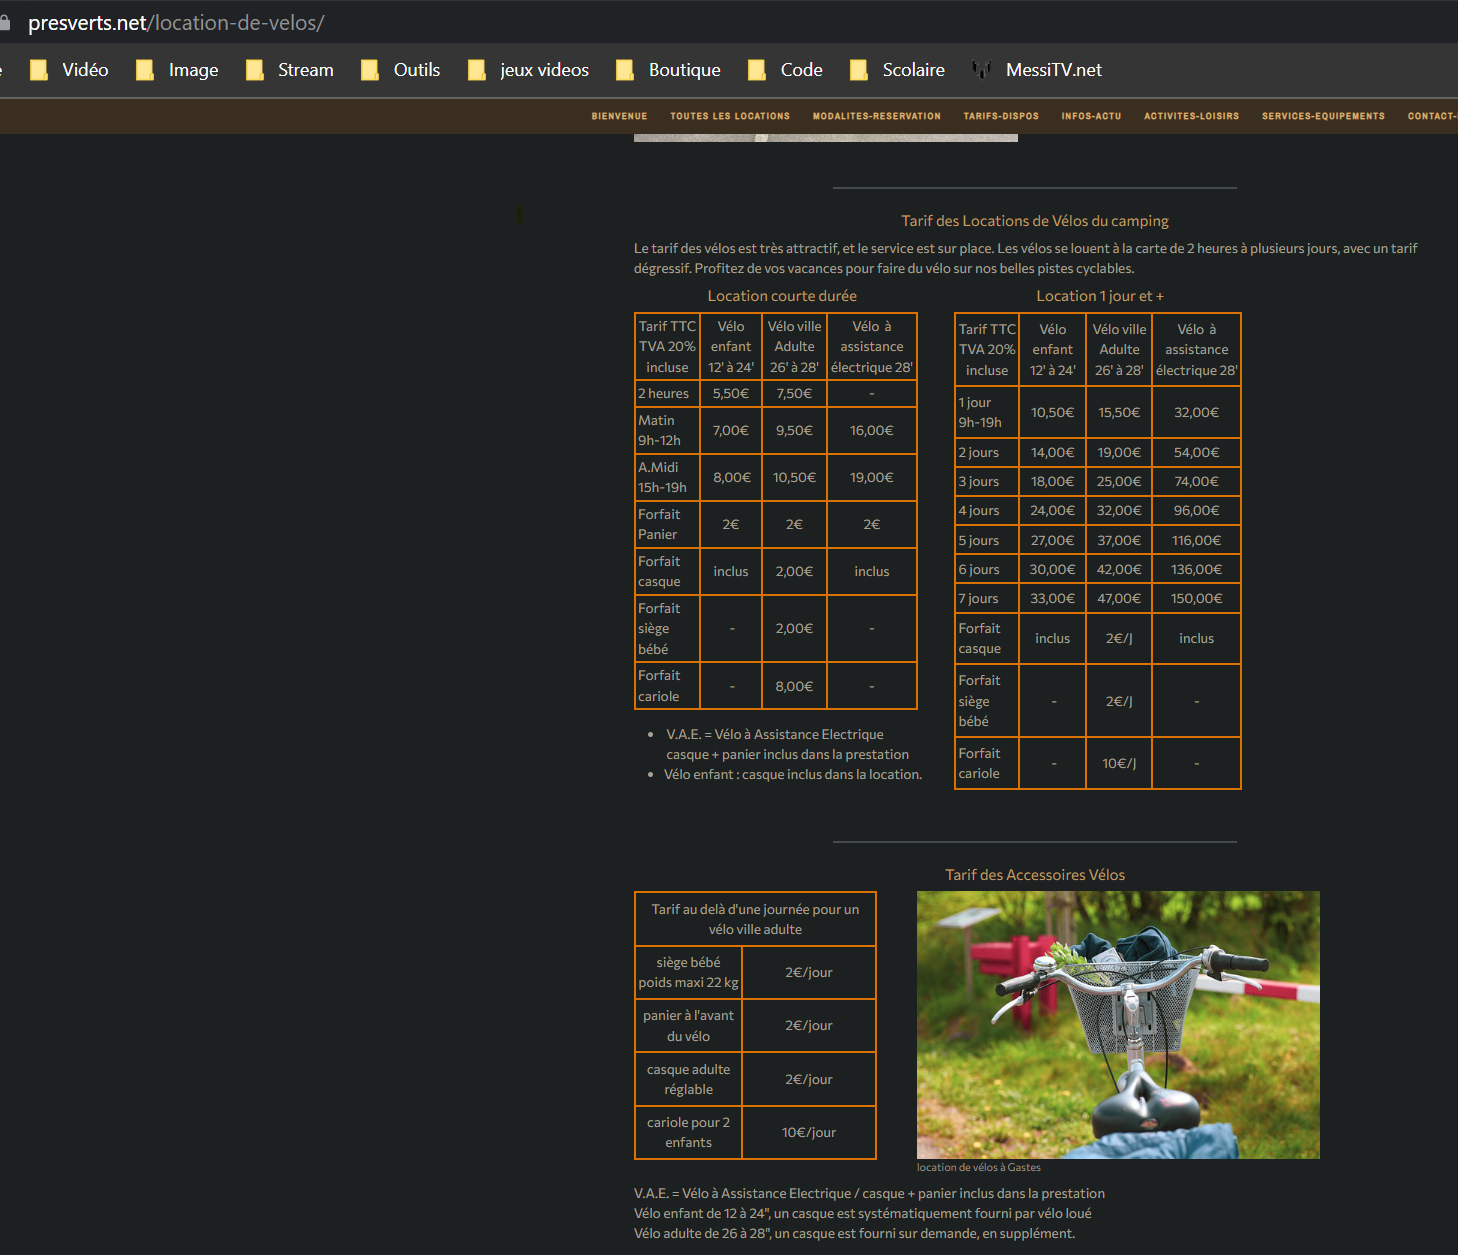 presverts.net/location-de-velos/
Vidéo Image Stream Outils jeux videos Boutique Code Scolaire MessiTV.net
BIENVENUE TOUTES LES LOCATIONS MODALITES-RESERVATION TARIFS-DISPOS INFOS-ACTU ACTIVITES-LOISIRS SERVICES-EQUIPEMENTS CONTACT-
Tarif des Locations de Vélos du camping
Le tarif des vélos est très attractif, et le service est sur place. Les vélos se louent à la carte de 2 heures à plusieurs jours, avec un tarif
dégressif. Profitez de vos vacances pour faire du vélo sur nos belles pistes cyclables.
Location courte durée
Tarif TTC Vélo Vélo ville Vélo à
TVA 20% enfant Adulte assistance
incluse 12' à 24' 26' à 28' électrique 28'
2 heures 5,50€ 7,50€ -
Matin
9h-12h 7,00€ 9,50€ 16,00€
A.Midi
15h-19h 8,00€ 10,50€ 19,00€
Forfait
Panier 2€ 2€ 2€
Forfait
casque inclus 2,00€ inclus
Forfait
siège - 2,00€ -
bébé
Forfait
cariole - 8,00€ -
• V.A.E. = Vélo à Assistance Electrique
casque + panier inclus dans la prestation
• Vélo enfant : casque inclus dans la location.
Location 1 jour et +
Tarif TTC Vélo Vélo ville Vélo à
TVA 20% enfant Adulte assistance
incluse 12' à 24' 26' à 28' électrique 28'
1 jour
9h-19h 10,50€ 15,50€ 32,00€
2 jours 14,00€ 19,00€ 54,00€
3 jours 18,00€ 25,00€ 74,00€
4 jours 24,00€ 32,00€ 96,00€
5 jours 27,00€ 37,00€ 116,00€
6 jours 30,00€ 42,00€ 136,00€
7 jours 33,00€ 47,00€ 150,00€
Forfait
casque inclus 2€/J inclus
Forfait
siège - 2€/J -
bébé
Forfait
cariole - 10€/J -
Tarif des Accessoires Vélos
Tarif au delà d'une journée pour un
vélo ville adulte
siège bébé
poids maxi 22 kg 2€/jour
panier à l'avant
du vélo 2€/jour
casque adulte
réglable 2€/jour
cariole pour 2
enfants 10€/jour
location de vélos à Gastes
V.A.E. = Vélo à Assistance Electrique / casque + panier inclus dans la prestation
Vélo enfant de 12 à 24", un casque est systématiquement fourni par vélo loué
Vélo adulte de 26 à 28", un casque est fourni sur demande, en supplément.